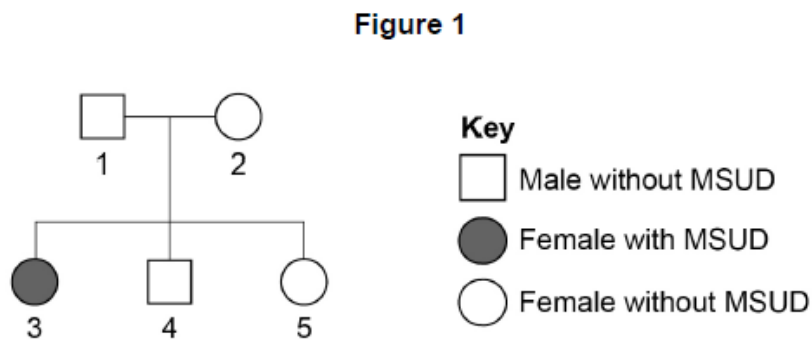 Figure 1
1
2
3
4
5
Key
Male without MSUD
Female with MSUD
Female without MSUD